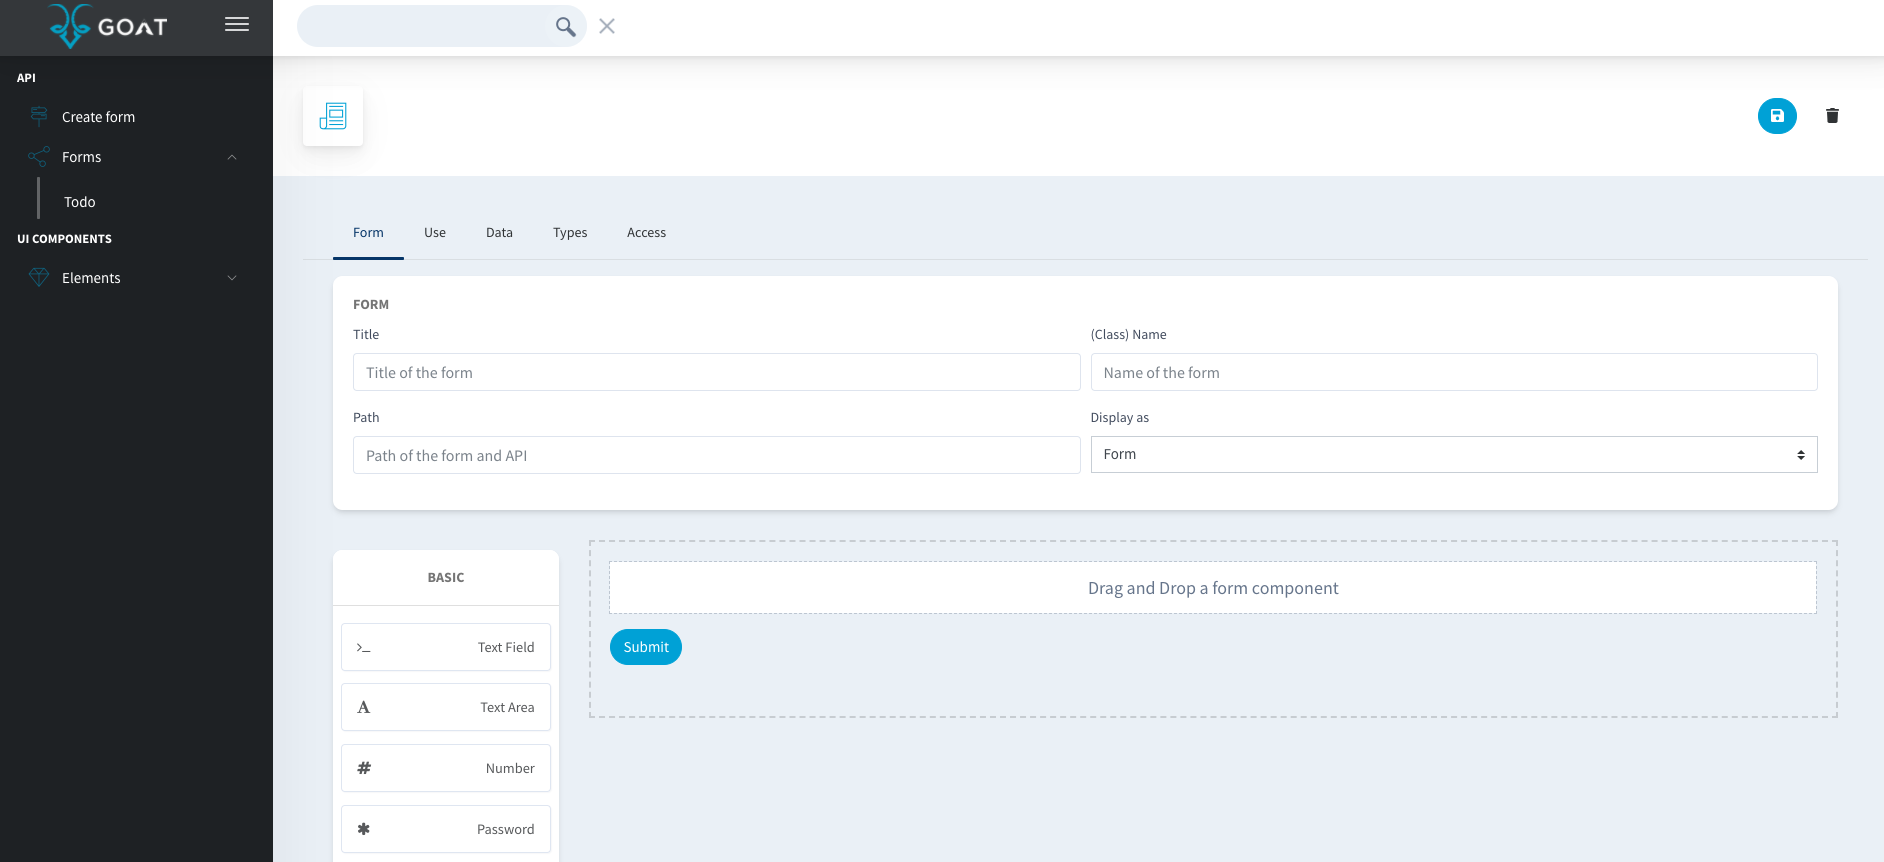 GOAT
API
Create form
Forms
Todo
UI COMPONENTS
Elements
Form Use Data Types Access
FORM
Title (Class) Name
Title of the form Name of the form
Path Display as
Path of the form and API Form
BASIC
Drag and Drop a form component
Text Field
Submit
A Text Area
# Number
* Password